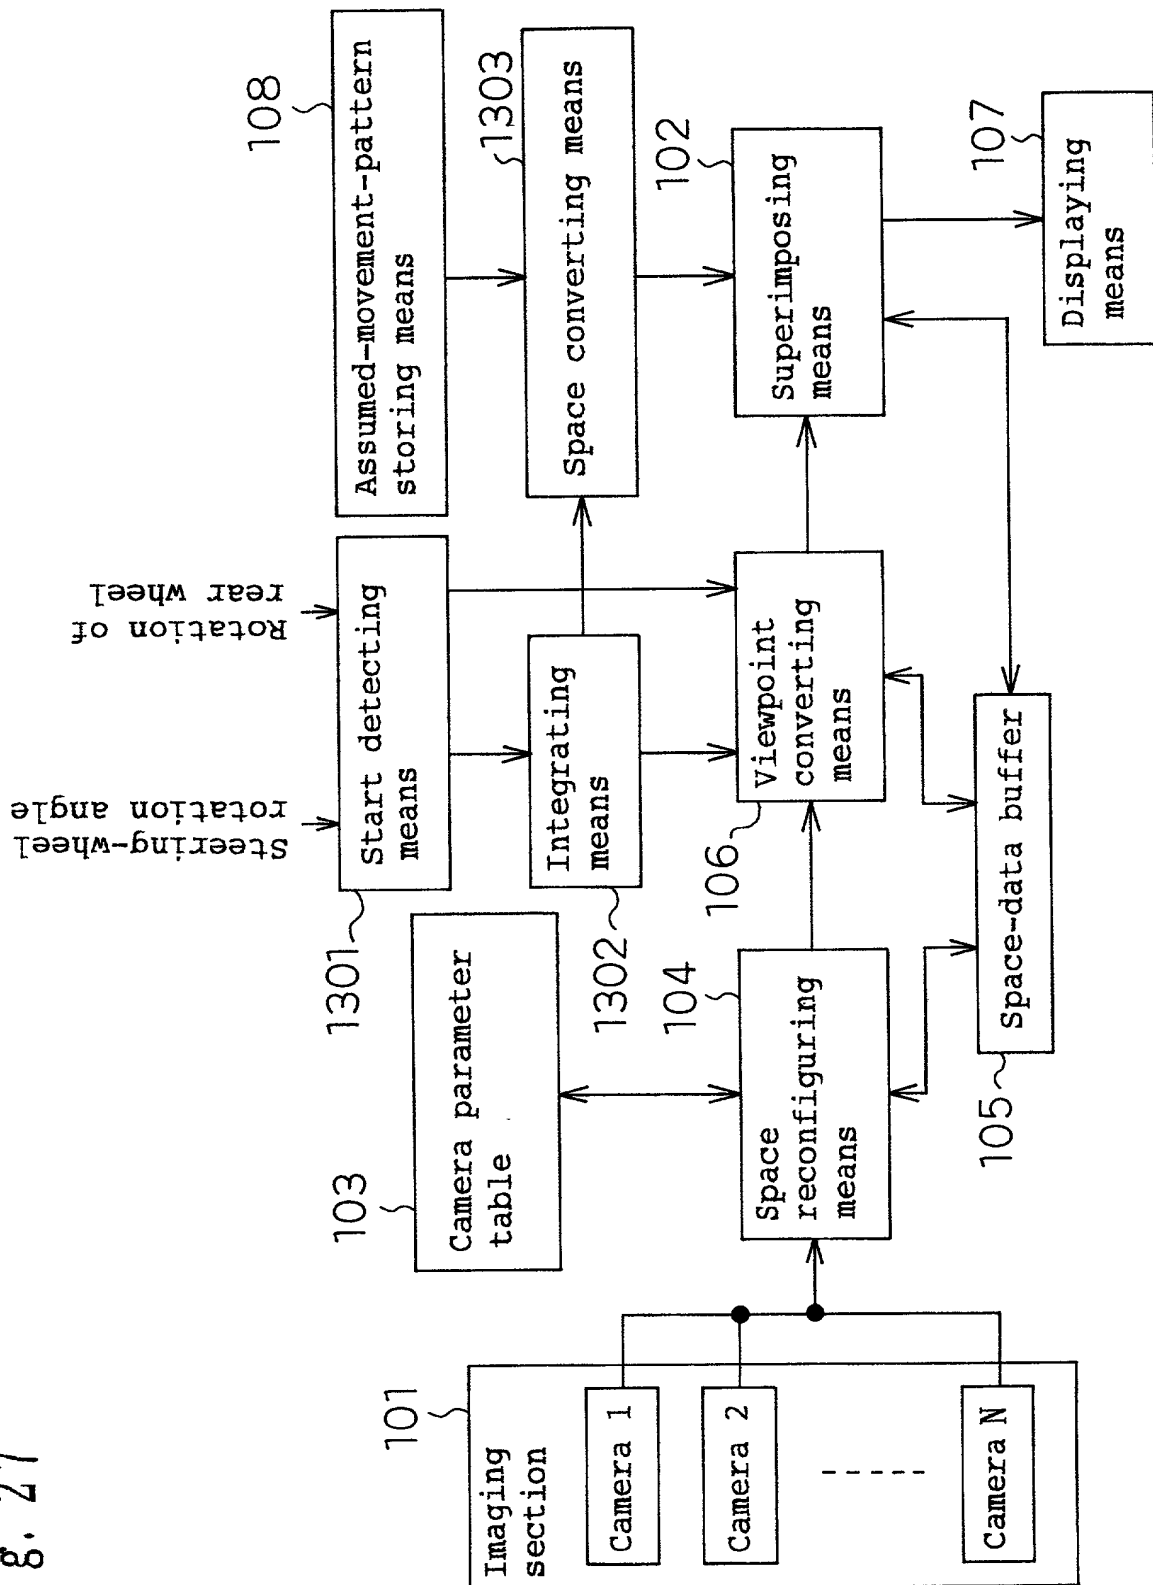 g. 27
101
Imaging
section
Camera 1
Camera 2
Camera N
103
Camera parameter
table
104
Space
reconfiguring
means
105
Space-data buffer
Steering-wheel
rotation angle
Rotation of
rear wheel
1301
Start detecting
means
1302
Integrating
means
106
Viewpoint
converting
means
108
Assumed-movement-pattern
storing means
1303
Space converting means
102
Superimposing
means
107
Displaying
means